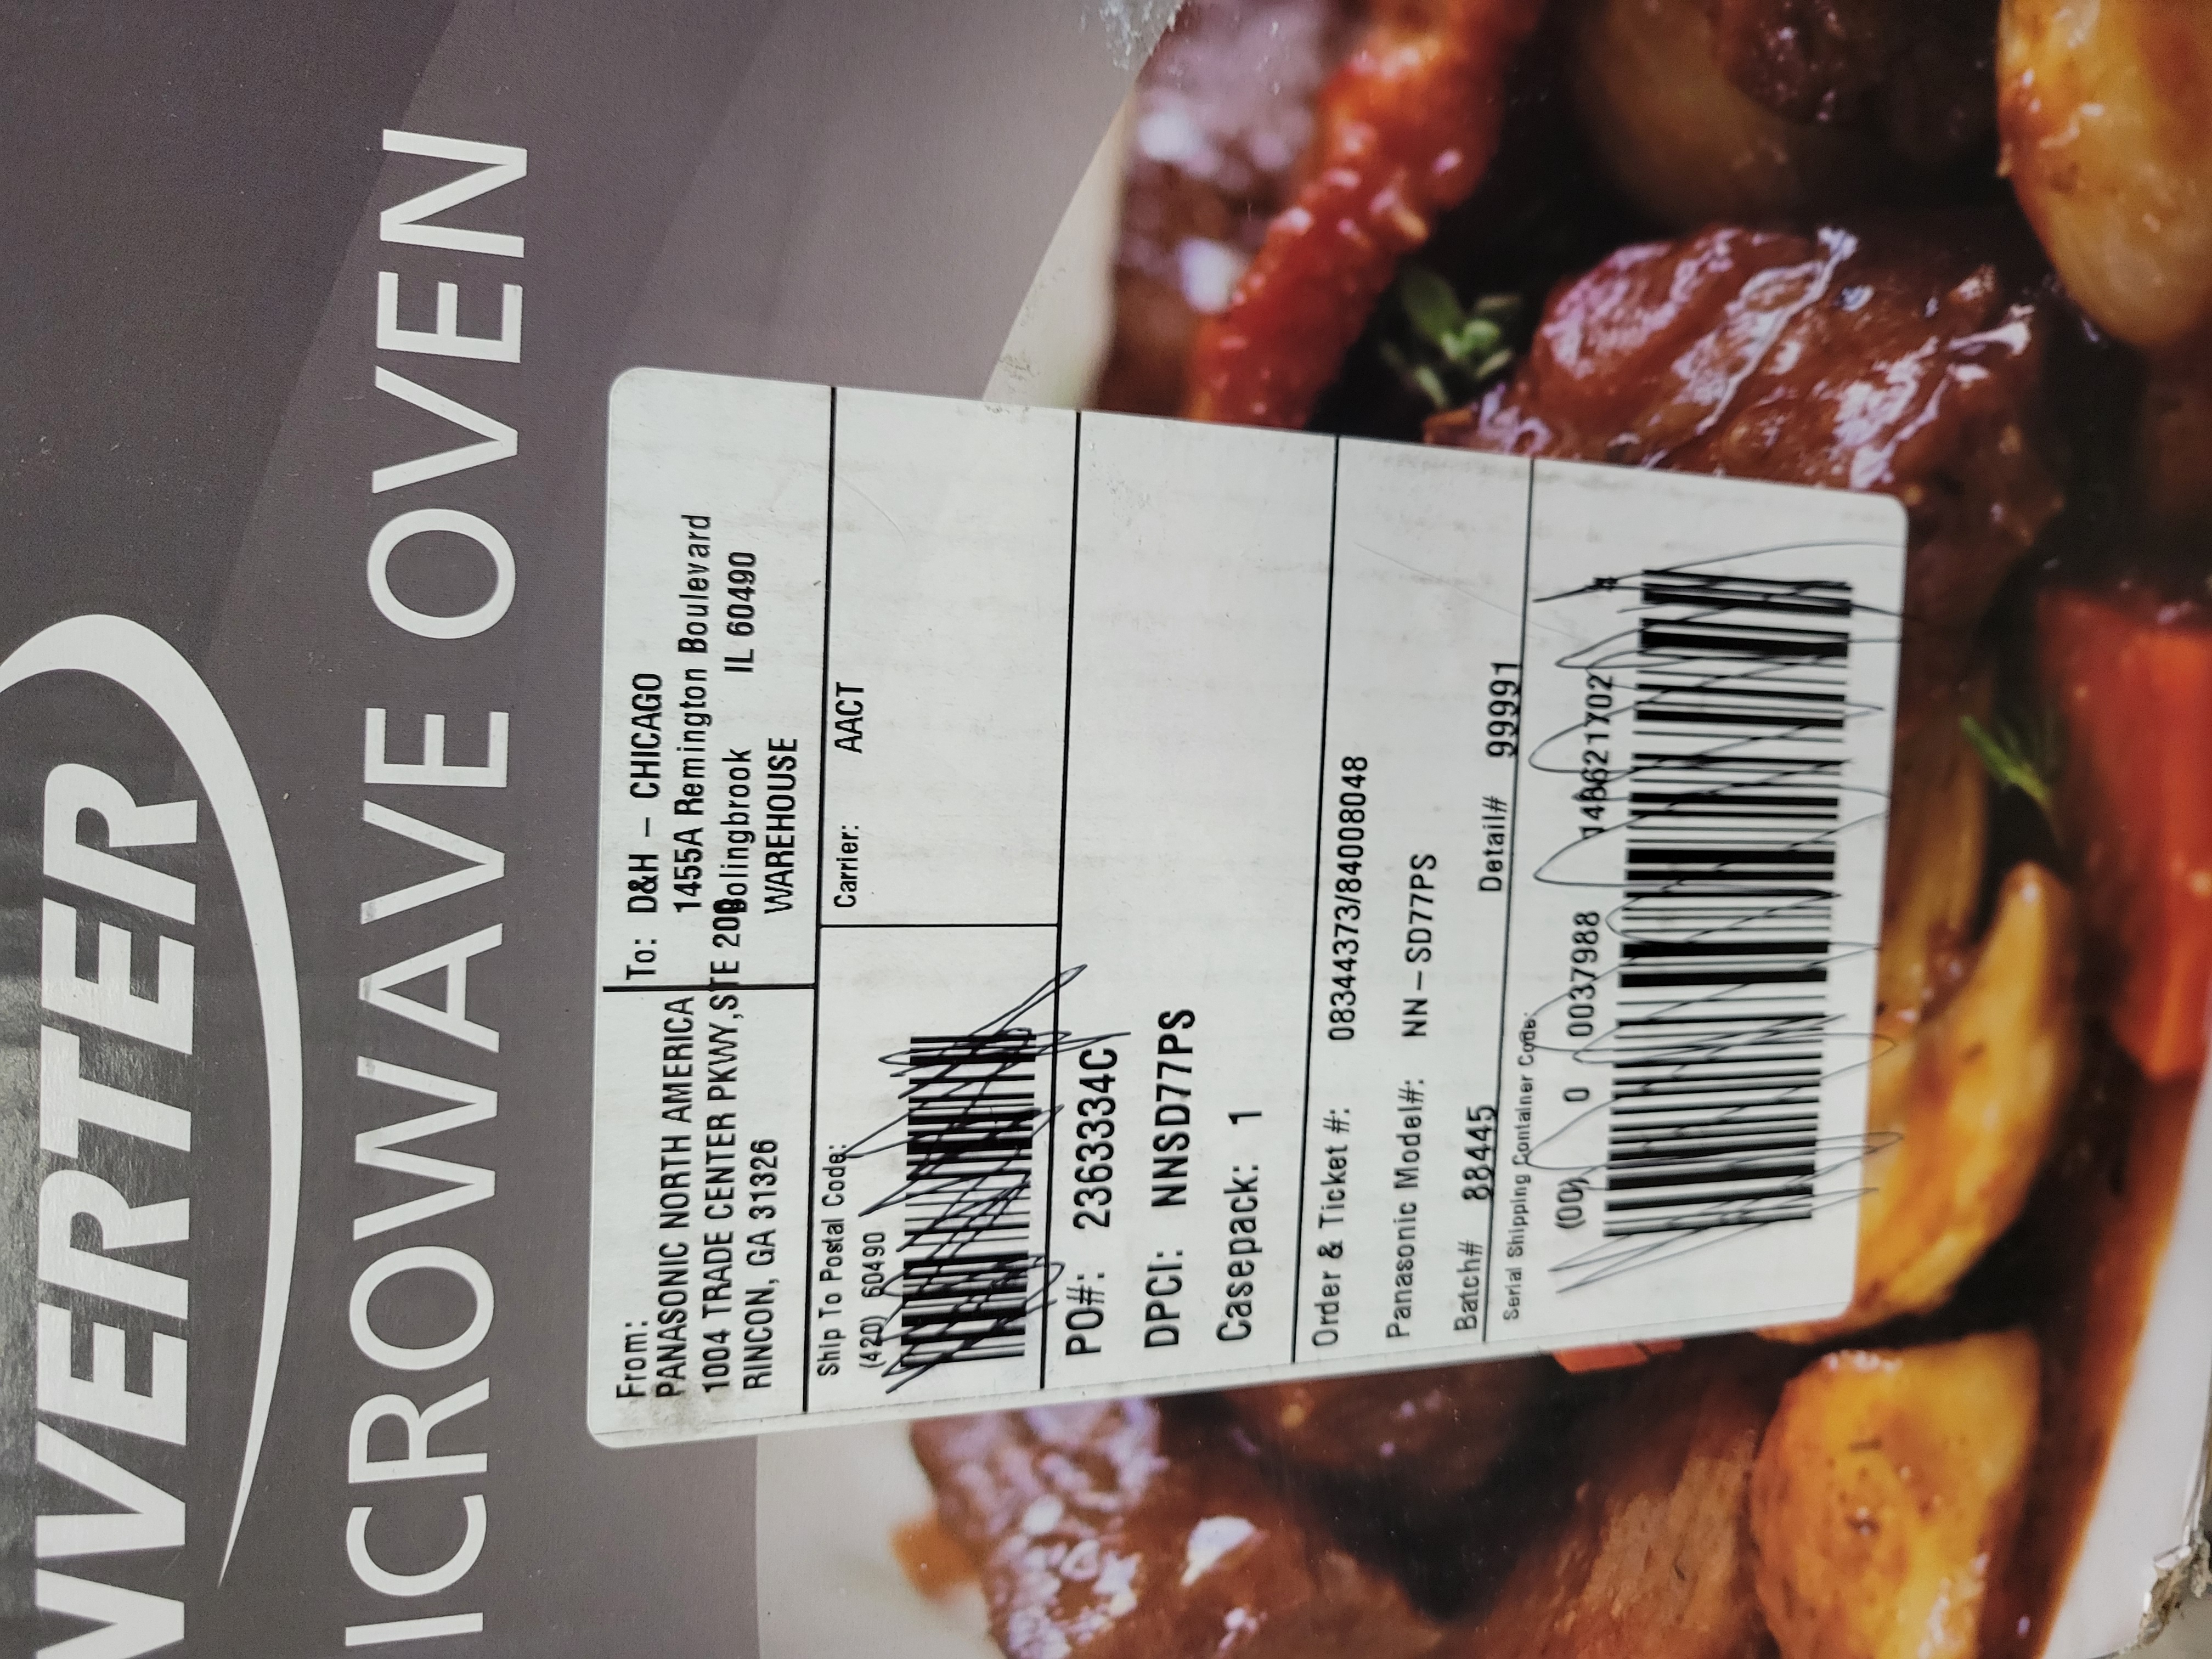 VERTER
ICROWAVE OVEN
From:
PANASONIC NORTH AMERICA
1004 TRADE CENTER PKWY,STE 200
RINCON, GA 31326
To: D&H - CHICAGO
1455A Remington Boulevard
Bolingbrook IL 60490
WAREHOUSE
Ship To Postal Code:
(420) 60490
Carrier: AACT
PO#: 2363334C
DPCI: NNSD77PS
Casepack: 1
Order & Ticket #: 08344373/84008048
Panasonic Model#: NN-SD77PS
Batch# 88445 Detail# 99991
Serial Shipping Container Code:
(00) 0 0037988